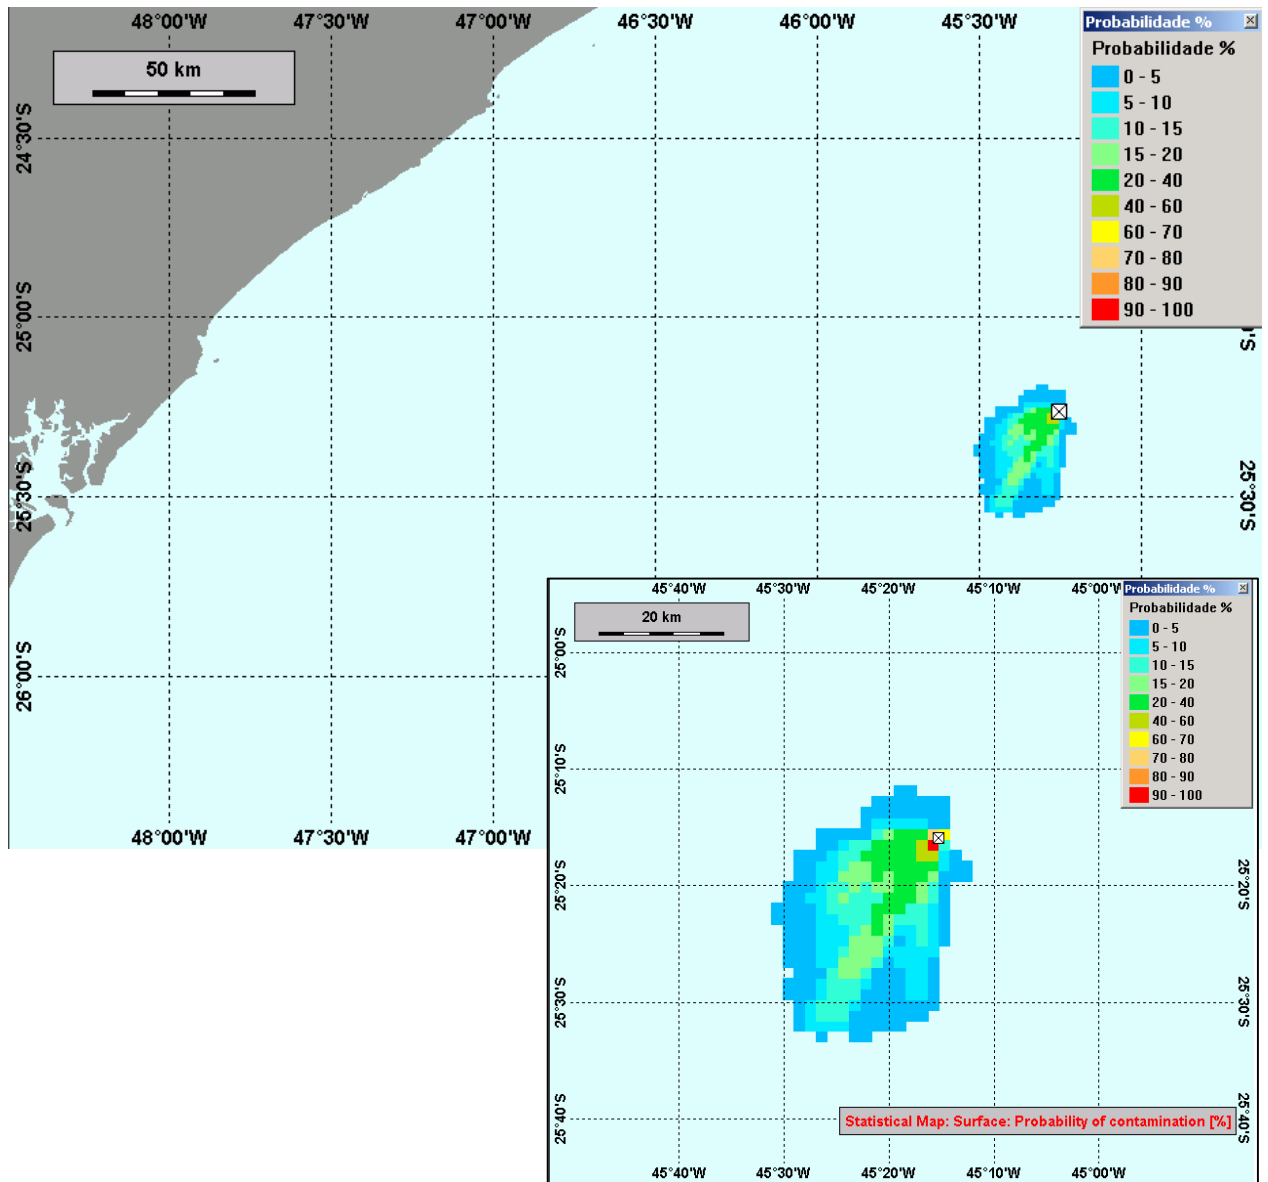 48°00'W 47°30'W 47°00'W 46°30'W 46°00'W 45°30'W
Probabilidade %
Probabilidade %
0 - 5
5 - 10
10 - 15
15 - 20
20 - 40
40 - 60
60 - 70
70 - 80
80 - 90
90 - 100
50 km
24°30'S
25°00'S
0'S
25°30'S
25°30'S
26°00'S
48°00'W 47°30'W 47°00'W
45°40'W 45°30'W 45°20'W 45°10'W 45°00'W
Probabilidade %
Probabilidade %
0 - 5
5 - 10
10 - 15
15 - 20
20 - 40
40 - 60
60 - 70
70 - 80
80 - 90
90 - 100
20 km
25°00'S
25°10'S
25°20'S
25°20'S
25°30'S
25°30'S
25°40'S
25°40'S
Statistical Map: Surface: Probability of contamination [%]
45°40'W 45°30'W 45°20'W 45°10'W 45°00'W